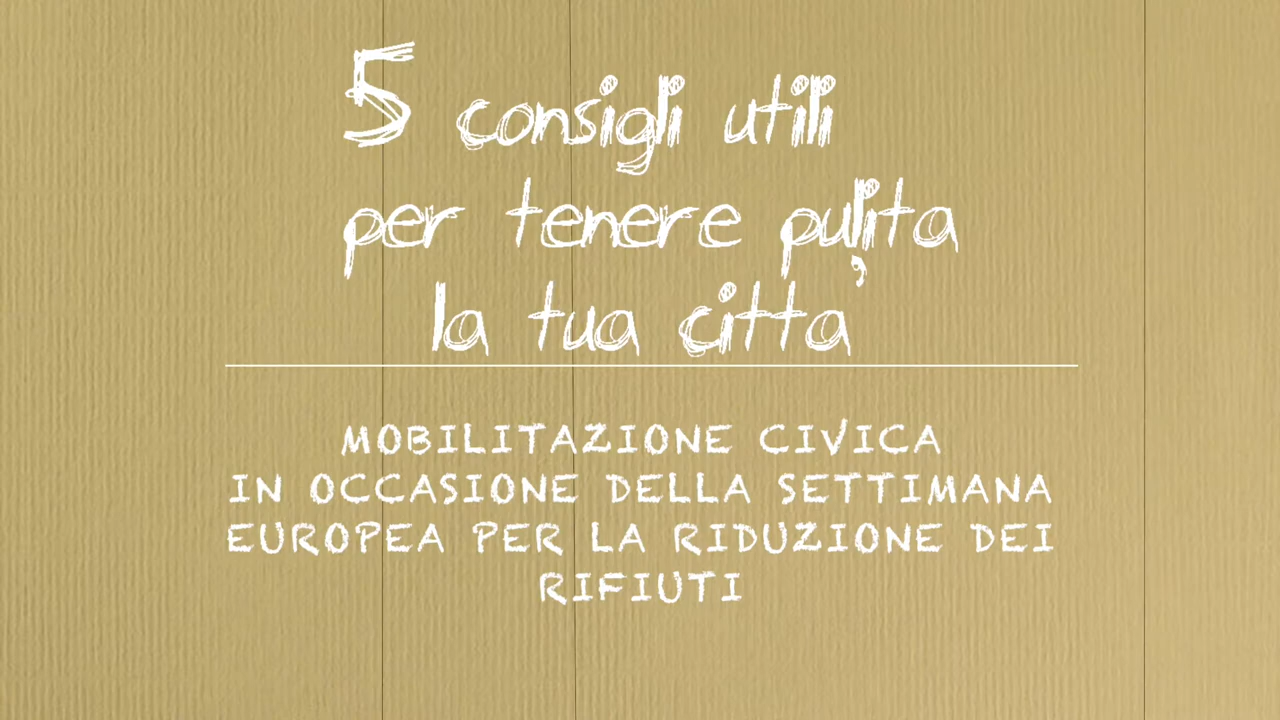 5 consigli utili
per tenere pulita
la tua citta'
MOBILITAZIONE CIVICA
IN OCCASIONE DELLA SETTIMANA
EUROPEA PER LA RIDUZIONE DEI
RIFIUTI